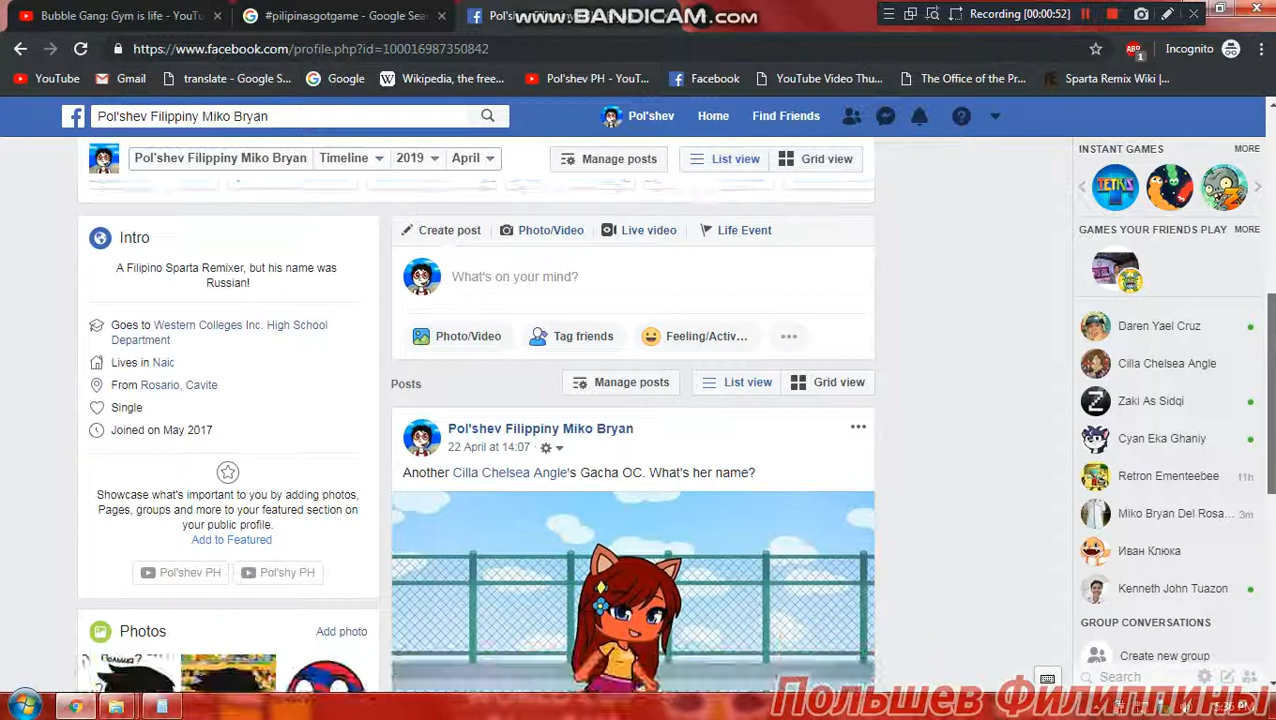 www.BANDICAM.com
Recording [00:00:52]
Bubble Gang: Gym is life - YouT
#pilipinasgotgame - Google Sear
Pol's
https://www.facebook.com/profile.php?id=100016987350842
Incognito
YouTube
Gmail
translate - Google S...
Google
Wikipedia, the free...
Pol'shev PH - YouT...
Facebook
YouTube Video Thu...
The Office of the Pr...
Sparta Remix Wiki |...
Pol'shev Filippiny Miko Bryan
Pol'shev
Home
Find Friends
Pol'shev Filippiny Miko Bryan
Timeline
2019
April
Manage posts
List view
Grid view
Intro
A Filipino Sparta Remixer, but his name was
Russian!
Goes to Western Colleges Inc. High School
Department
Lives in Naic
From Rosario, Cavite
Single
Joined on May 2017
Showcase what's important to you by adding photos,
Pages, groups and more to your featured section on
your public profile.
Add to Featured
Pol'shev PH
Pol'shy PH
Photos
Add photo
Create post
Photo/Video
Live video
Life Event
What's on your mind?
Photo/Video
Tag friends
Feeling/Activ...
Posts
Manage posts
List view
Grid view
Pol'shev Filippiny Miko Bryan
22 April at 14:07
Another Cilla Chelsea Angle's Gacha OC. What's her name?
INSTANT GAMES
MORE
TETRIS
GAMES YOUR FRIENDS PLAY
MORE
Daren Yael Cruz
Cilla Chelsea Angle
Zaki As Sidqi
Cyan Eka Ghaniy
Retron Ementeebee 11h
Miko Bryan Del Rosa... 3m
Иван Клюка
Kenneth John Tuazon
GROUP CONVERSATIONS
Create new group
Search
Польшев Филиппины
5:36 PM